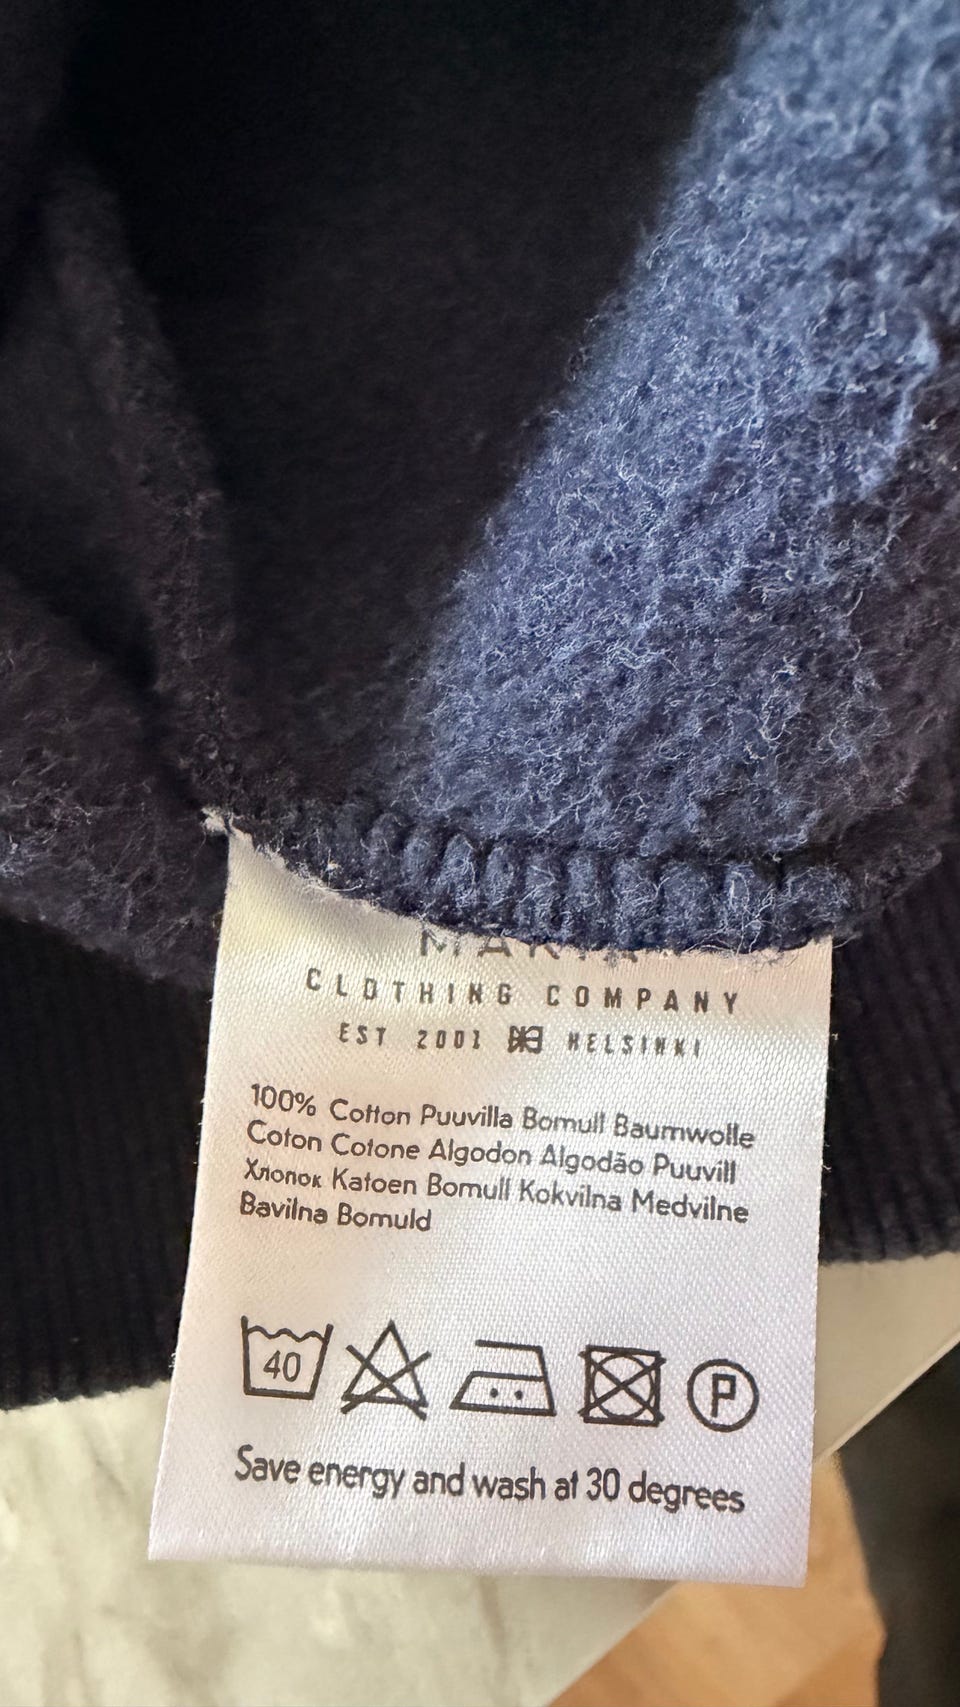 CLOTHING COMPANY
EST 2001 HELSINKI
100% Cotton Puuvilla Bomull Baumwolle
Coton Cotone Algodon Algodão Puuvill
Хлопок Katoen Bomull Kokvilna Medvilne
Bavilna Bomuld
40
P
Save energy and wash at 30 degrees